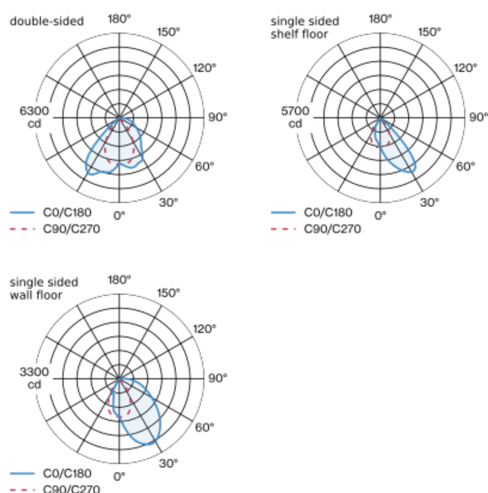 double-sided
180°
150°
120°
90°
60°
30°
0°
6300
cd
C0/C180
C90/C270
single sided
shelf floor
180°
150°
120°
90°
60°
30°
0°
5700
cd
C0/C180
C90/C270
single sided
wall floor
180°
150°
120°
90°
60°
30°
0°
3300
cd
C0/C180
C90/C270